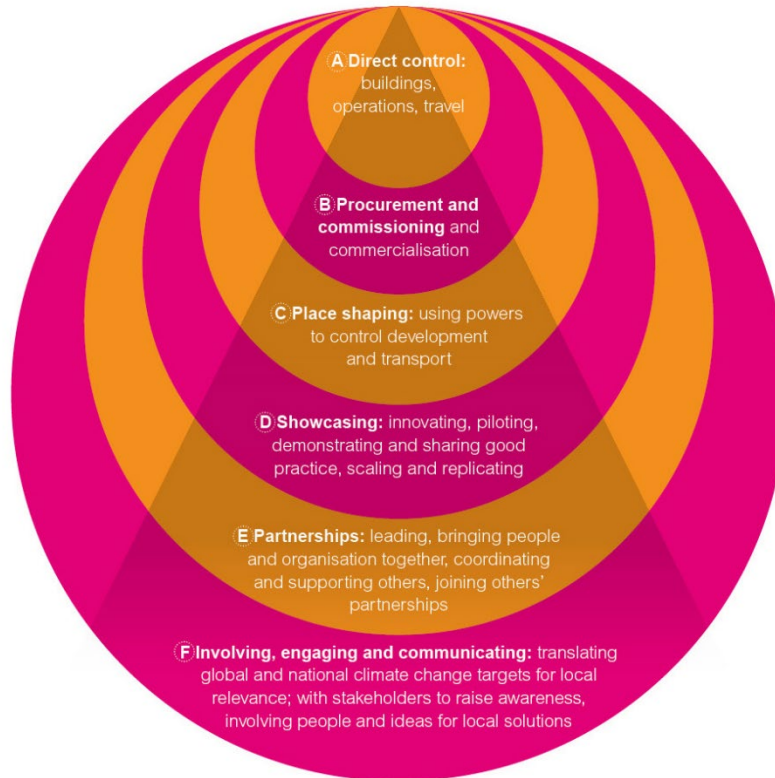 A Direct control:
buildings,
operations, travel
B Procurement and
commissioning and
commercialisation
C Place shaping: using powers
to control development
and transport
D Showcasing: innovating, piloting,
demonstrating and sharing good
practice, scaling and replicating
E Partnerships: leading, bringing people
and organisation together, coordinating
and supporting others, joining others’
partnerships
F Involving, engaging and communicating: translating
global and national climate change targets for local
relevance; with stakeholders to raise awareness,
involving people and ideas for local solutions